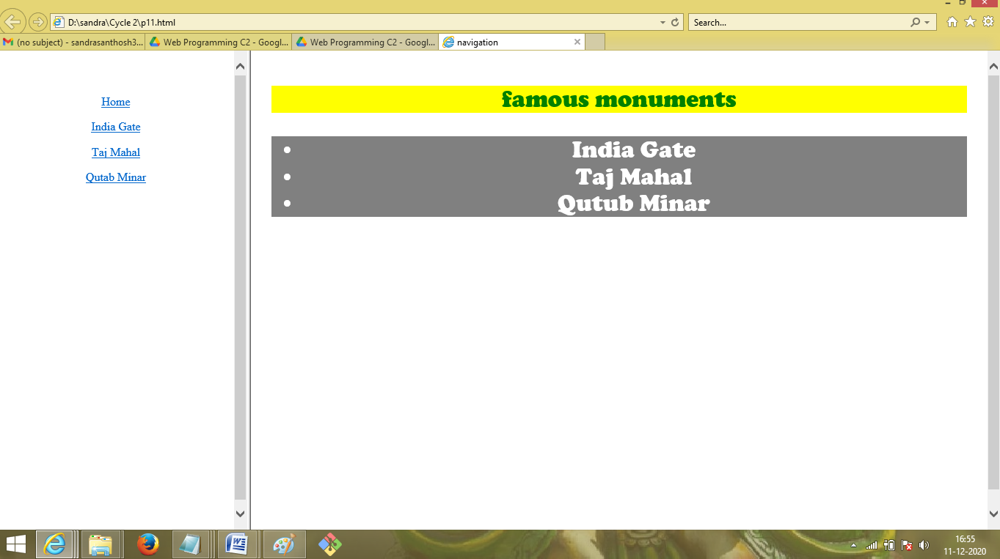 D:\sandra\Cycle 2\p11.html
Search...
(no subject) - sandrasanthosh3...
Web Programming C2 - Googl...
Web Programming C2 - Googl...
navigation
Home
India Gate
Taj Mahal
Qutab Minar
famous monuments
India Gate
Taj Mahal
Qutub Minar
16:55
11-12-2020